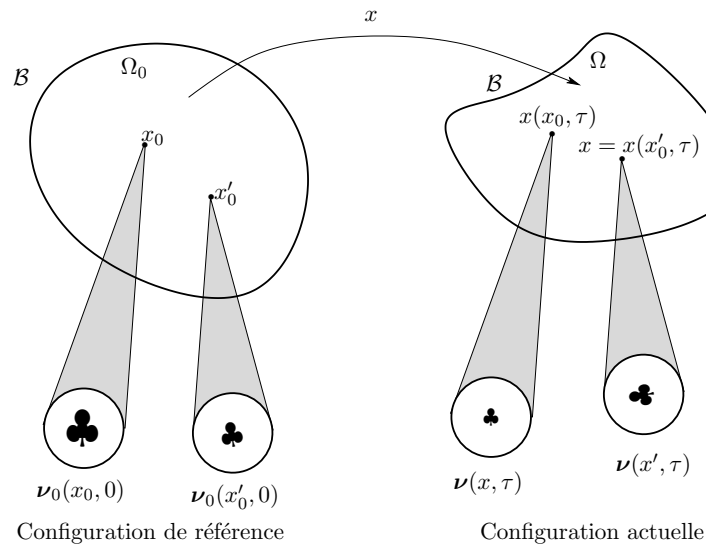 x
Ω₀
Ω
ℬ
ℬ
x₀
x(x₀, τ)
x = x(x′₀, τ)
x′₀
𝝂₀(x₀, 0)
𝝂₀(x′₀, 0)
𝝂(x, τ)
𝝂(x′, τ)
Configuration de référence
Configuration actuelle